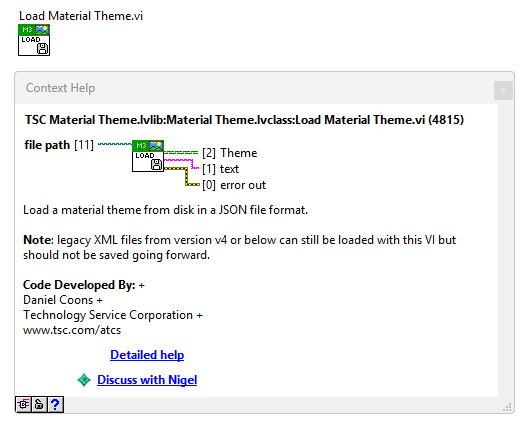 Load Material Theme.vi
M3
LOAD
Context Help
x
TSC Material Theme.lvlib:Material Theme.lvclass:Load Material Theme.vi (4815)
file path [11]
M3
LOAD
[2] Theme
[1] text
[0] error out
Load a material theme from disk in a JSON file format.
Note: legacy XML files from version v4 or below can still be loaded with this VI but
should not be saved going forward.
Code Developed By: +
Daniel Coons +
Technology Service Corporation +
www.tsc.com/atcs
Detailed help
Discuss with Nigel
?